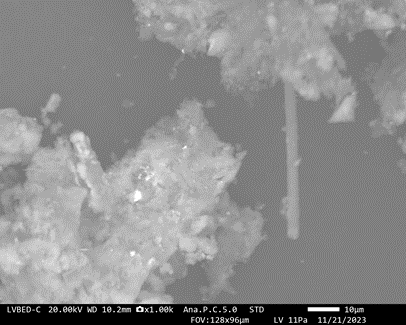 LVBED-C 20.00kV WD 10.2mm x1.00k Ana.P.C.5.0 STD 10μm
FOV:128x96μm LV 11Pa 11/21/2023